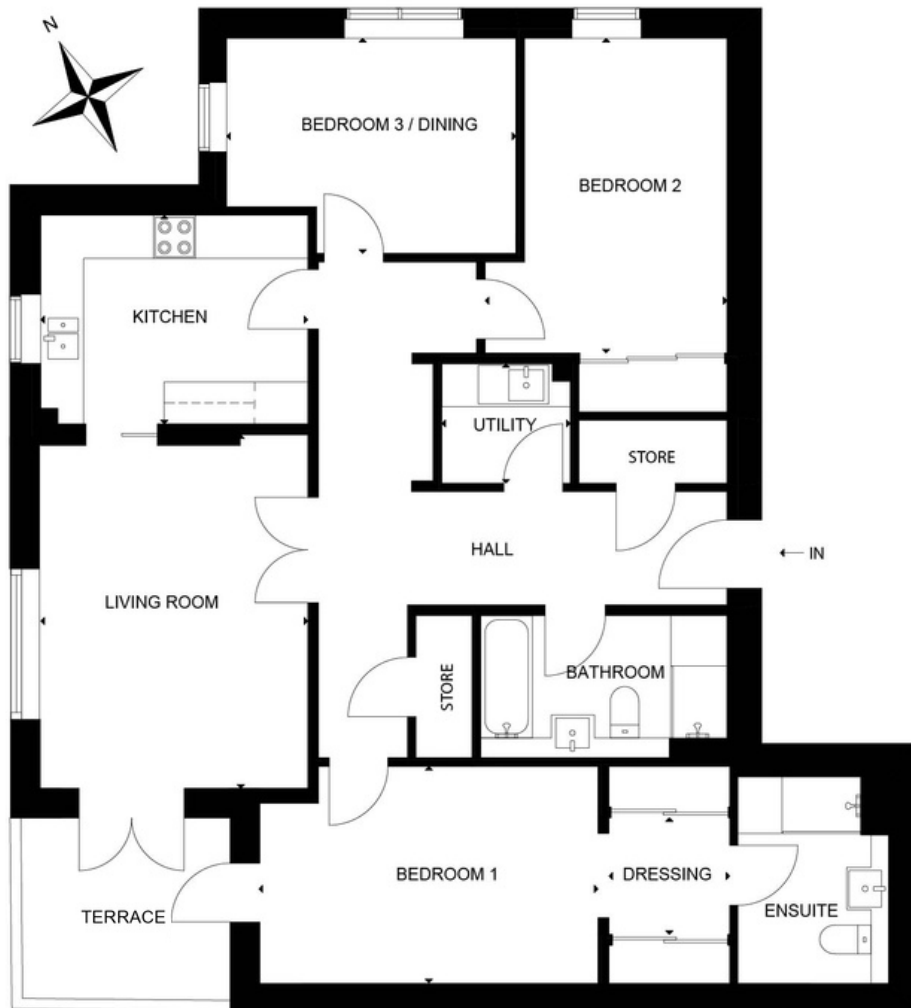 N
BEDROOM 3 / DINING
BEDROOM 2
KITCHEN
UTILITY
STORE
HALL
IN
LIVING ROOM
STORE
BATHROOM
BEDROOM 1
DRESSING
ENSUITE
TERRACE